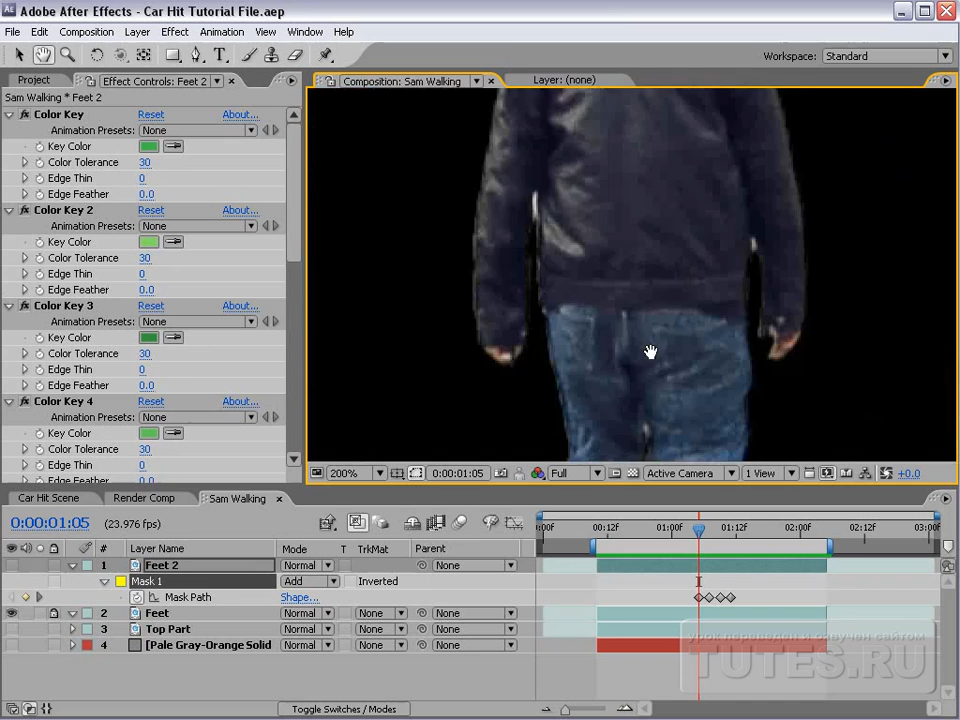 Adobe After Effects - Car Hit Tutorial File.aep
File Edit Composition Layer Effect Animation View Window Help
Workspace: Standard
Project Effect Controls: Feet 2 Composition: Sam Walking Layer: (none)
Sam Walking * Feet 2
Color Key Reset About...
Animation Presets: None
Key Color
Color Tolerance 30
Edge Thin 0
Edge Feather 0.0
Color Key 2 Reset About...
Animation Presets: None
Key Color
Color Tolerance 30
Edge Thin 0
Edge Feather 0.0
Color Key 3 Reset About...
Animation Presets: None
Key Color
Color Tolerance 30
Edge Thin 0
Edge Feather 0.0
Color Key 4 Reset About...
Animation Presets: None
Key Color
Color Tolerance 30
Edge Thin 0
200% 0:00:01:05 Full Active Camera 1 View +0.0
Car Hit Scene Render Comp Sam Walking
0:00:01:05 (23.976 fps) :00f 00:12f 01:00f 01:12f 02:00f 02:12f 03:00f
# Layer Name Mode T TrkMat Parent
1 Feet 2 Normal None
Mask 1 Add Inverted
Mask Path Shape...
2 Feet Normal None None
3 Top Part Normal None None
4 [Pale Gray-Orange Solid Normal None None
урок переведен и озвучен сайтом
TUTES.RU
Toggle Switches / Modes